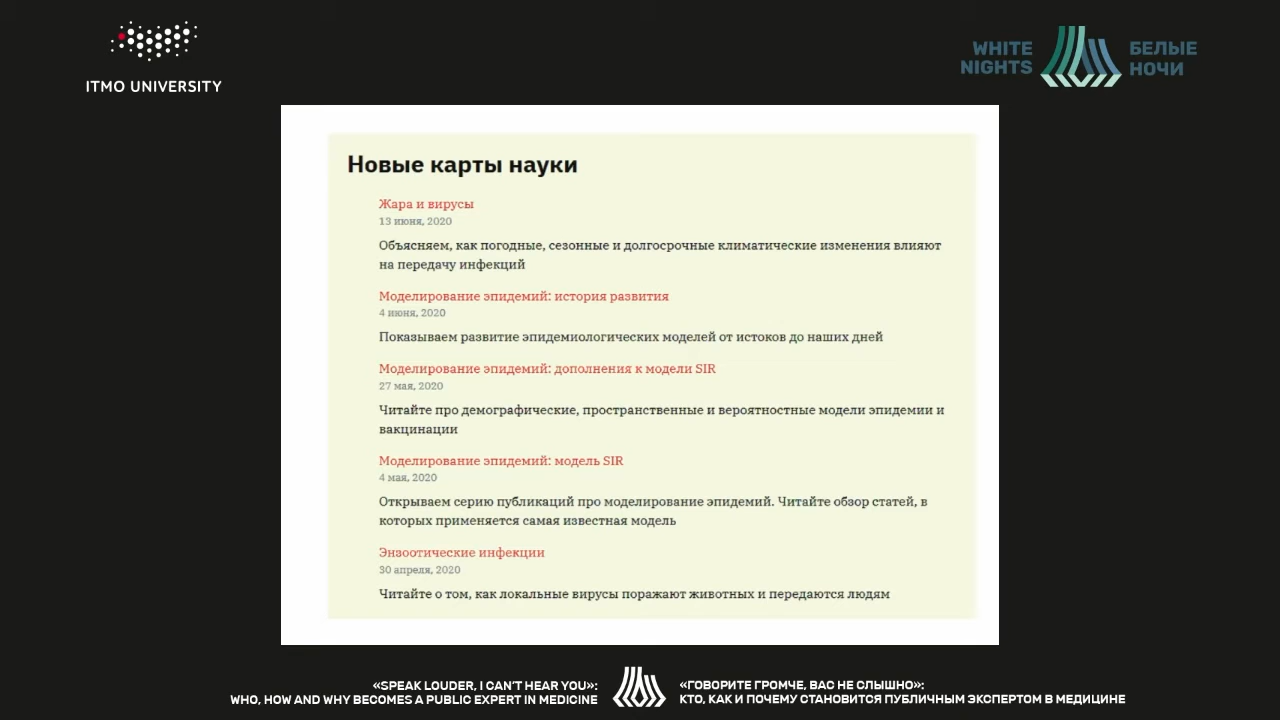 ITMO UNIVERSITY
WHITE
NIGHTS
БЕЛЫЕ
НОЧИ
Новые карты науки
Жара и вирусы
13 июня, 2020
Объясняем, как погодные, сезонные и долгосрочные климатические изменения влияют
на передачу инфекций
Моделирование эпидемий: история развития
4 июня, 2020
Показываем развитие эпидемиологических моделей от истоков до наших дней
Моделирование эпидемий: дополнения к модели SIR
27 мая, 2020
Читайте про демографические, пространственные и вероятностные модели эпидемии и
вакцинации
Моделирование эпидемий: модель SIR
4 мая, 2020
Открываем серию публикаций про моделирование эпидемий. Читайте обзор статей, в
которых применяется самая известная модель
Энзоотические инфекции
30 апреля, 2020
Читайте о том, как локальные вирусы поражают животных и передаются людям
«SPEAK LOUDER, I CAN'T HEAR YOU»:
WHO, HOW AND WHY BECOMES A PUBLIC EXPERT IN MEDICINE
«ГОВОРИТЕ ГРОМЧЕ, ВАС НЕ СЛЫШНО»:
КТО, КАК И ПОЧЕМУ СТАНОВИТСЯ ПУБЛИЧНЫМ ЭКСПЕРТОМ В МЕДИЦИНЕ